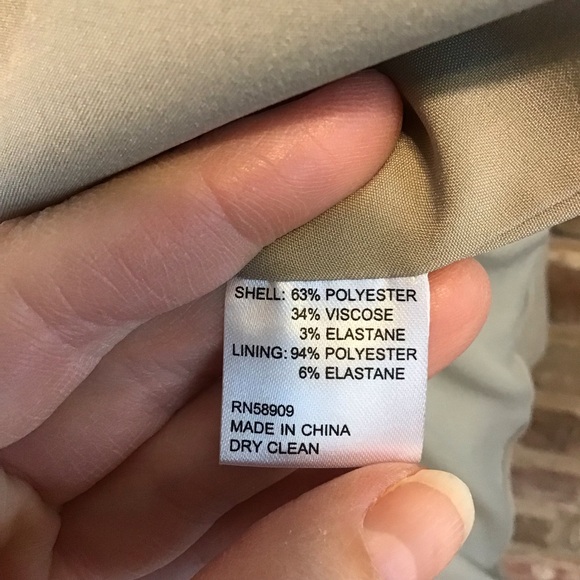 SHELL: 63% POLYESTER
34% VISCOSE
3% ELASTANE
LINING: 94% POLYESTER
6% ELASTANE
RN58909
MADE IN CHINA
DRY CLEAN